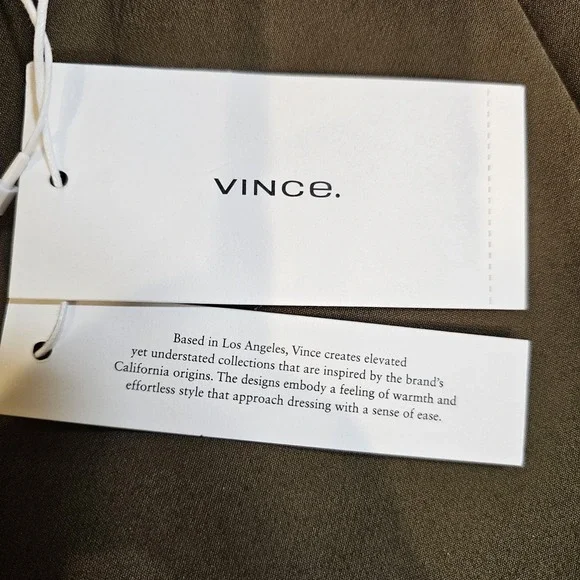 VINCe.
Based in Los Angeles, Vince creates elevated
yet understated collections that are inspired by the brand's
California origins. The designs embody a feeling of warmth and
effortless style that approach dressing with a sense of ease.